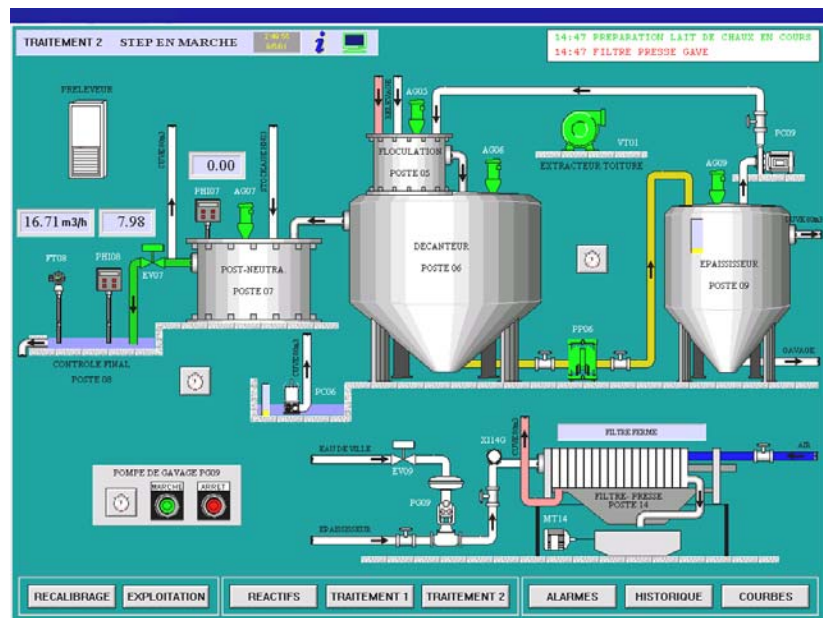 TRAITEMENT 2 STEP EN MARCHE
14:47 PREPARATION LAIT DE CHAUX EN COURS
14:47 FILTRE PRESSE GAVE
PRELEVEUR
RELEVAGE
AG05
FLOCULATION
POSTE 05
AG06
VT01
EXTRACTEUR TOITURE
PC09
AG09
0.00
PHI07
AG07
16.71 m3/h
7.98
FT08
PHI08
EV07
POST-NEUTRA.
POSTE 07
DECANTEUR
POSTE 06
EPAISSISSEUR
POSTE 09
PP06
GAVAGE
CONTROLE FINAL
POSTE 08
PC06
FILTRE FERME
EAU DE VILLE
EV09
XI14G
AIR
POMPE DE GAVAGE PG09
MARCHE
ARRET
PG09
FILTRE-PRESSE
POSTE 14
MT14
EPAISSISSEUR
RECALIBRAGE
EXPLOITATION
REACTIFS
TRAITEMENT 1
TRAITEMENT 2
ALARMES
HISTORIQUE
COURBES